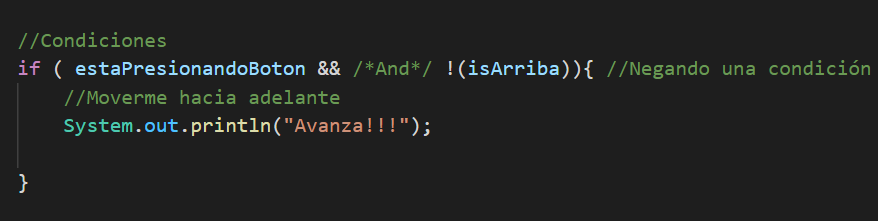 //Condiciones
if ( estaPresionandoBoton && /*And*/ !(isArriba)){ //Negando una condición
//Moverme hacia adelante
System.out.println("Avanza!!!");
}